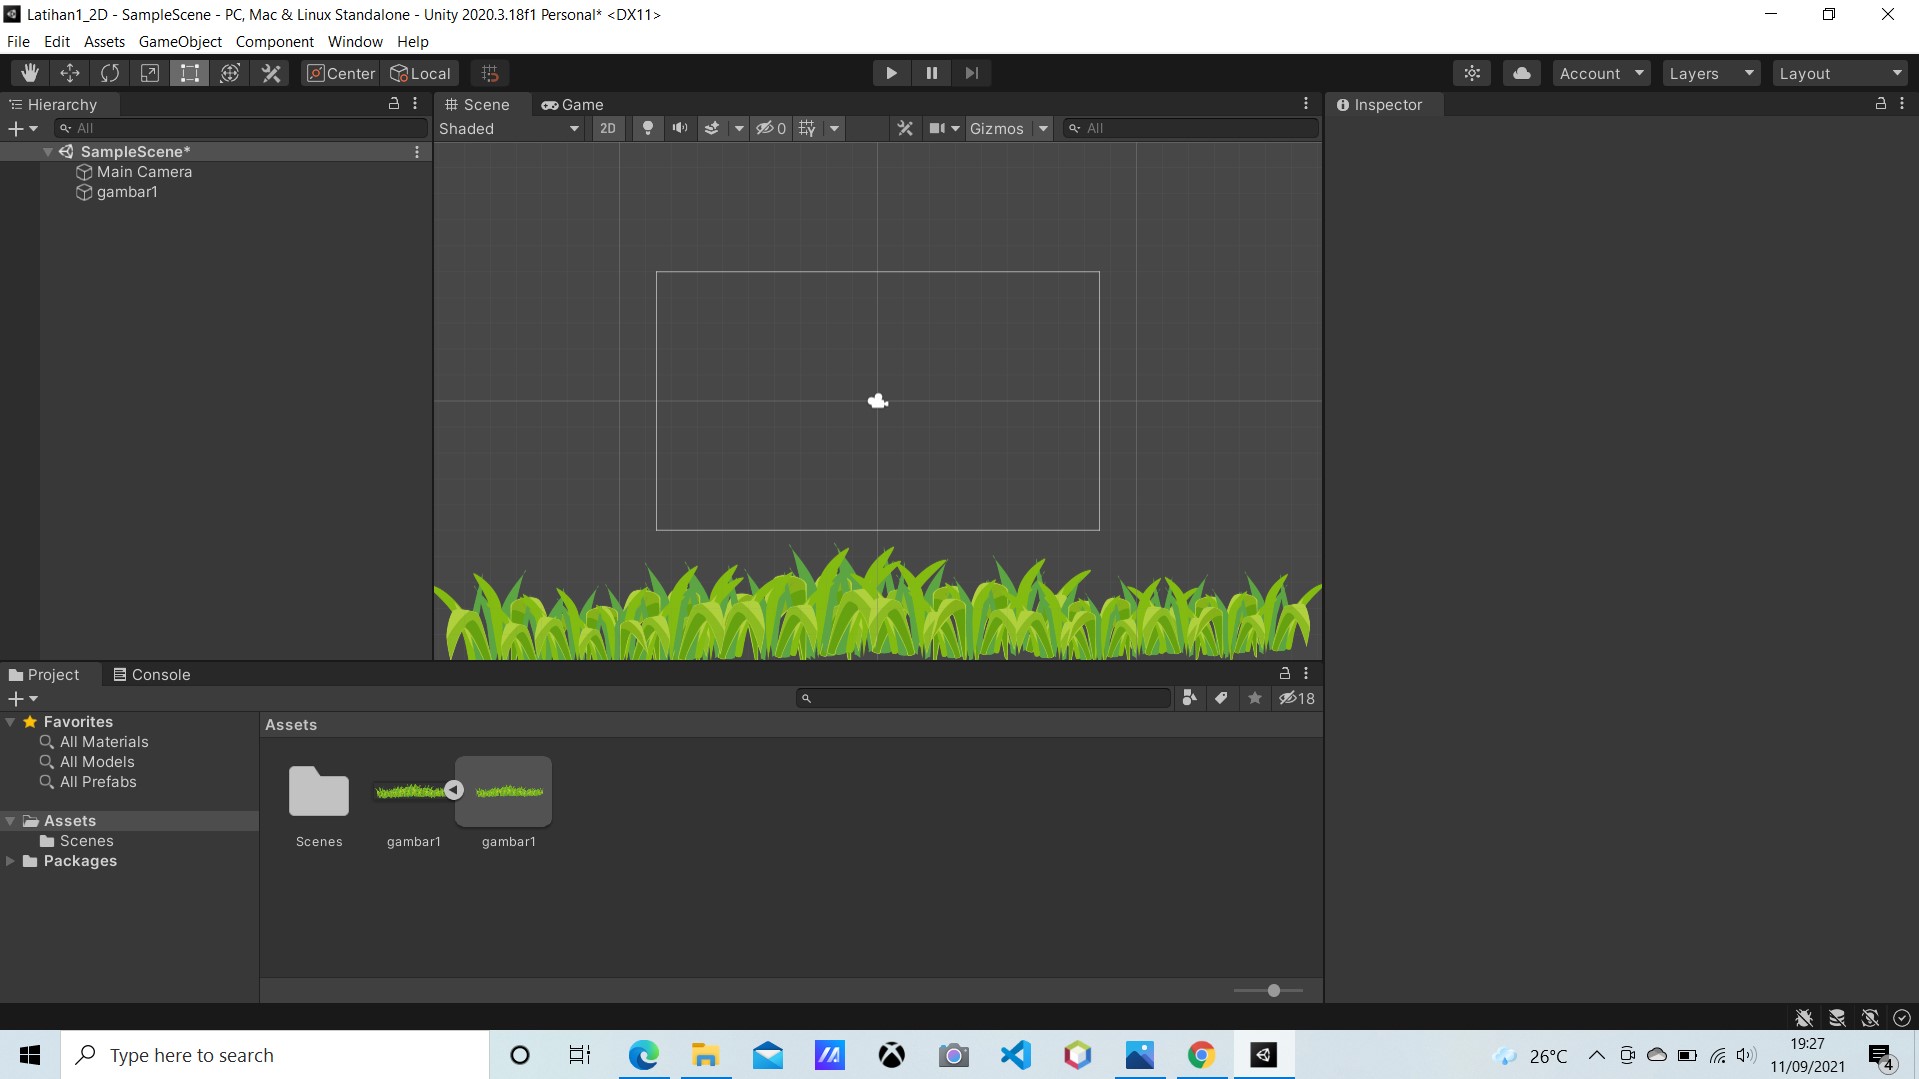 Latihan1_2D - SampleScene - PC, Mac & Linux Standalone - Unity 2020.3.18f1 Personal* <DX11>
File Edit Assets GameObject Component Window Help
Center Local Account Layers Layout
Hierarchy
All
SampleScene*
Main Camera
gambar1
Scene Game
Shaded 2D 0 Gizmos All
Inspector
Project Console
18
Favorites
All Materials
All Models
All Prefabs
Assets
Scenes
Packages
Assets
Scenes gambar1 gambar1
Type here to search
26°C
19:27
11/09/2021
4